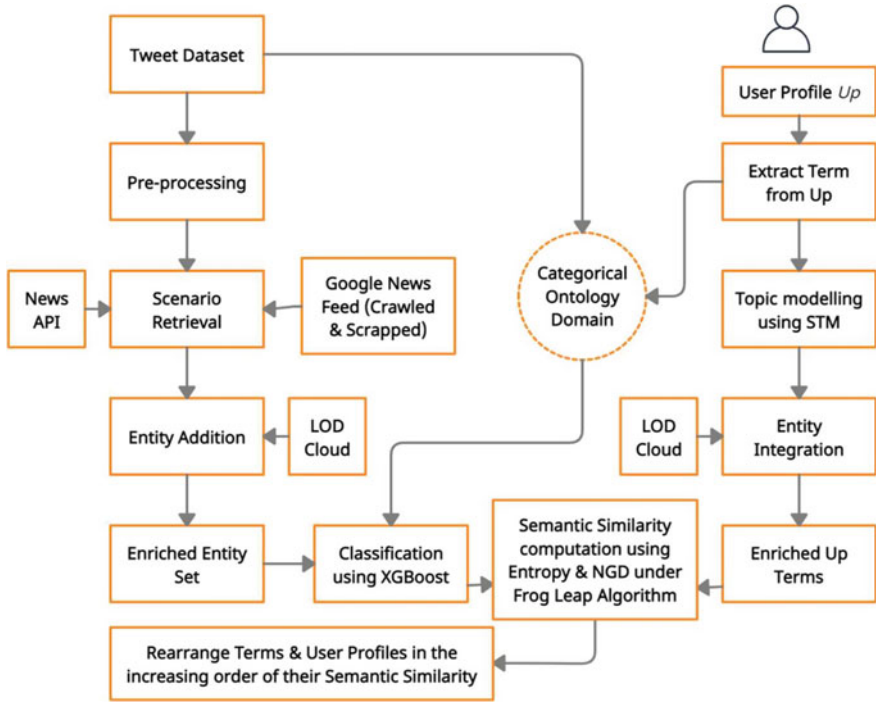 Tweet Dataset
User Profile Up
Pre-processing
Extract Term
from Up
News
API
Scenario
Retrieval
Google News
Feed (Crawled
& Scrapped)
Categorical
Ontology
Domain
Topic modelling
using STM
Entity Addition
LOD
Cloud
LOD
Cloud
Entity
Integration
Enriched Entity
Set
Classification
using XGBoost
Semantic Similarity
computation using
Entropy & NGD under
Frog Leap Algorithm
Enriched Up
Terms
Rearrange Terms & User Profiles in the
increasing order of their Semantic Similarity